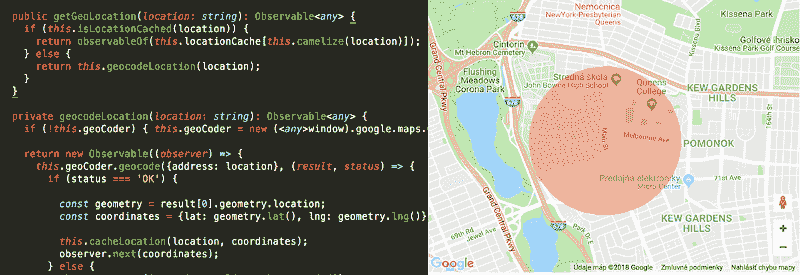 public getGeoLocation(location: string): Observable<any> {
if (this.isLocationCached(location)) {
return observableOf(this.locationCache[this.camelize(location)]);
} else {
return this.geocodeLocation(location);
}
}
private geocodeLocation(location: string): Observable<any> {
if (!this.geoCoder) { this.geoCoder = new (<any>window).google.maps.
return new Observable((observer) => {
this.geoCoder.geocode({address: location}, (result, status) => {
if (status === 'OK') {
const geometry = result[0].geometry.location;
const coordinates = {lat: geometry.lat(), lng: geometry.lng()}
this.cacheLocation(location, coordinates);
observer.next(coordinates);
} else {
Nemocnica
NewYork-Presbyterian
Queens
Kissena Park
Cintorín
Mt Hebron Cemetery
Golfové ihrisko
Kissena Park Golf Course
Grand Central Pkwy
Flushing
Meadows
Corona Park
678
Stredná škola
John Bowne High School
Queens
College
KEW GARDENS
HILLS
Main St
Melbourne Ave
164th St
POMONOK
Predajňa elektroniky
Micro Center
71st Ave
Grand Central Pkwy
69th Rd
Jewel Ave
Park Dr E
678
KEW GARDENS
HILLS
Google
Údaje máp ©2018 Google
Zmluvné podmienky
Nahlásiť chybu mapy